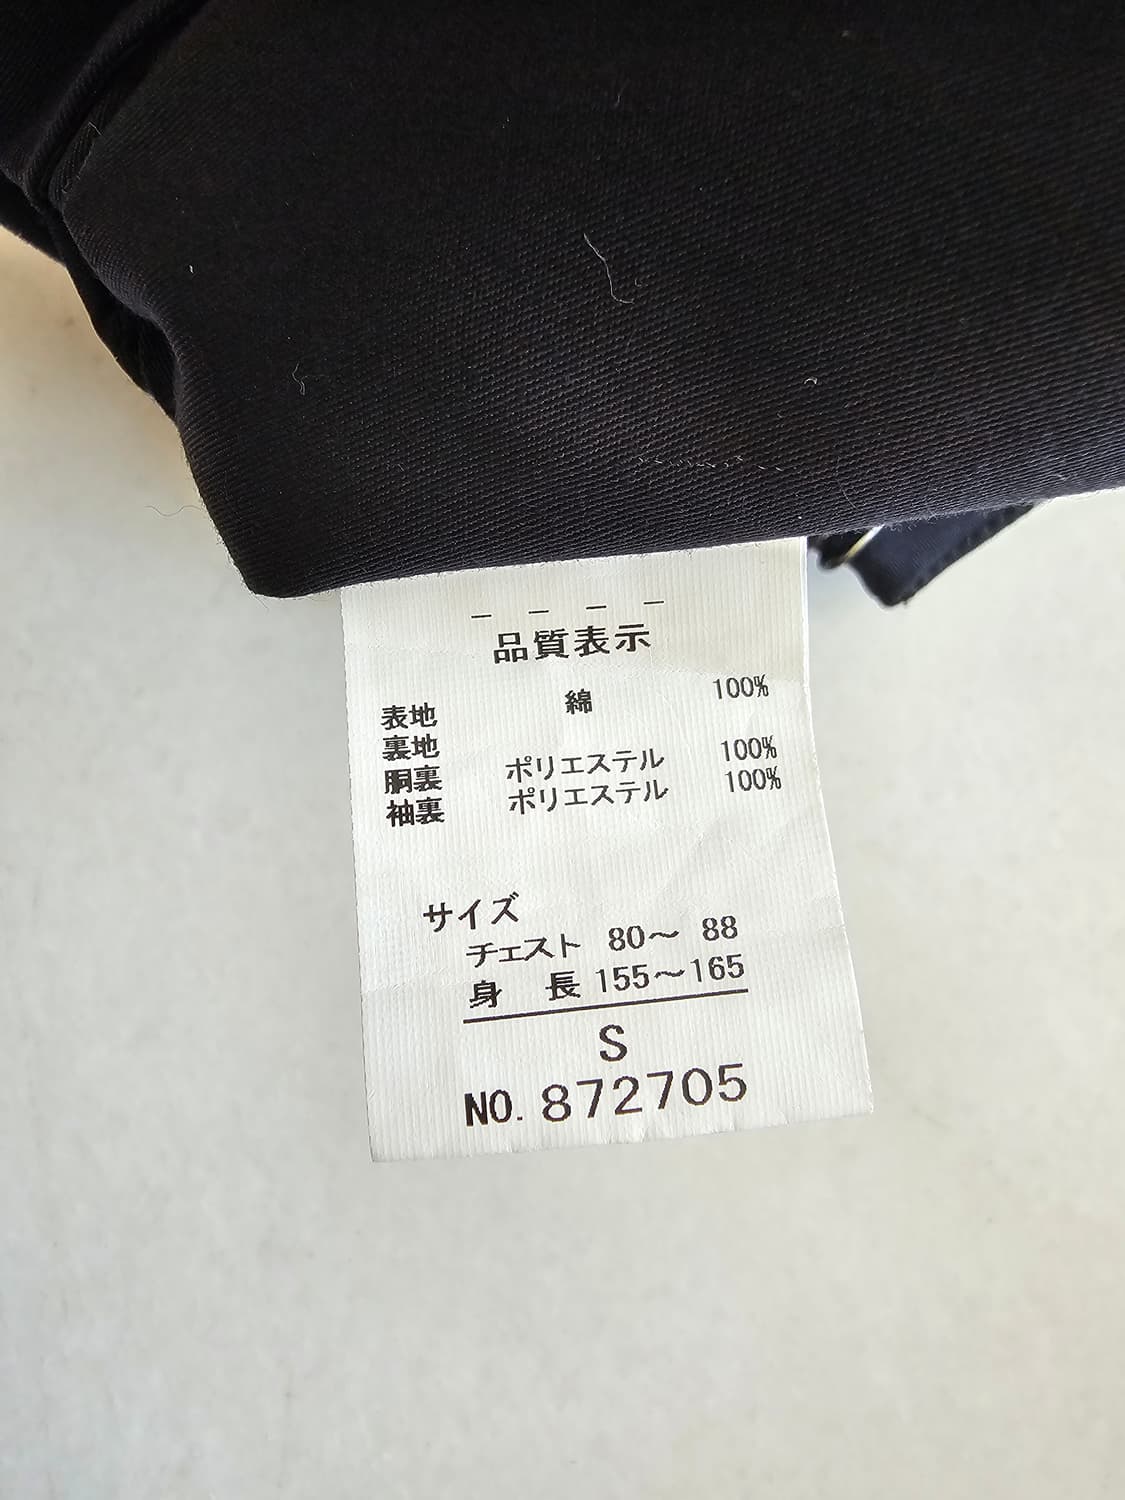 品質表示
表地 綿 100%
裏地
胴裏 ポリエステル 100%
袖裏 ポリエステル 100%
サイズ
チェスト 80～ 88
身 長 155～165
S
NO. 872705